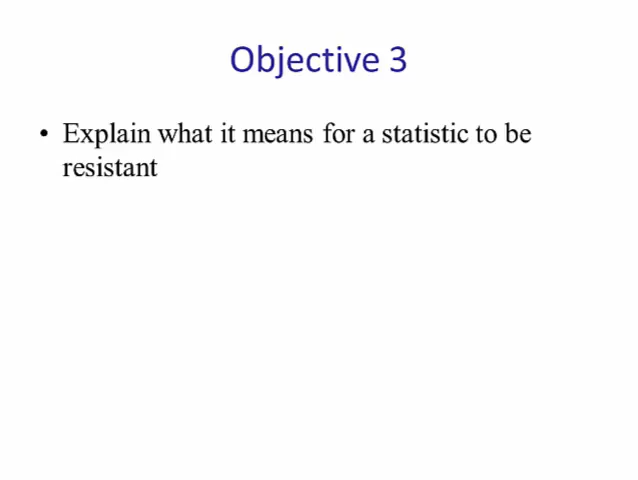 Objective 3
• Explain what it means for a statistic to be
resistant